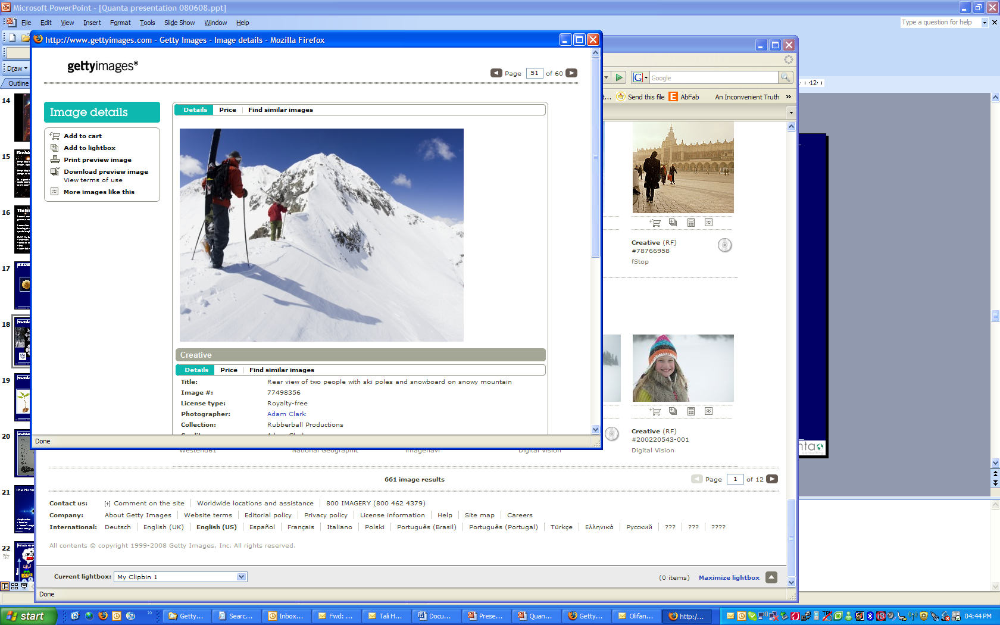 Microsoft PowerPoint - [Quanta presentation 080608.ppt]
File Edit View Insert Format Tools Slide Show Window Help
Type a question for help
http://www.gettyimages.com - Getty Images - Image details - Mozilla Firefox
gettyimages®
Page 51 of 60
Draw
Outline
12
Google
Send this file AbFab An Inconvenient Truth »
Image details
Details Price Find similar images
Add to cart
Add to lightbox
Print preview image
Download preview image
View terms of use
More images like this
14
15
16
17
18
19
20
21
22
Creative (RF)
#78766958
fStop
Creative
Details Price Find similar images
Title: Rear view of two people with ski poles and snowboard on snowy mountain
Image #: 77498356
License type: Royalty-free
Photographer: Adam Clark
Collection: Rubberball Productions
Done
Creative (RF)
#200220543-001
Digital Vision
Westend61 National Geographic Imagenavi Digital Vision
661 image results
Page 1 of 12
Contact us: [+] Comment on the site Worldwide locations and assistance 800 IMAGERY (800 462 4379)
Company: About Getty Images Website terms Editorial policy Privacy policy License information Help Site map Careers
International: Deutsch English (UK) English (US) Español Français Italiano Polski Português (Brasil) Português (Portugal) Türkçe Ελληνικά Русский ??? ??? ????
All contents © copyright 1999-2008 Getty Images, Inc. All rights reserved.
Current lightbox: My Clipbin 1
(0 items) Maximize lightbox
Done
start
Getty... Searc... Inbox... Fwd: ... Tali H... Docu... Prese... Quan... Getty... Olifan... http:/...
04:44 PM